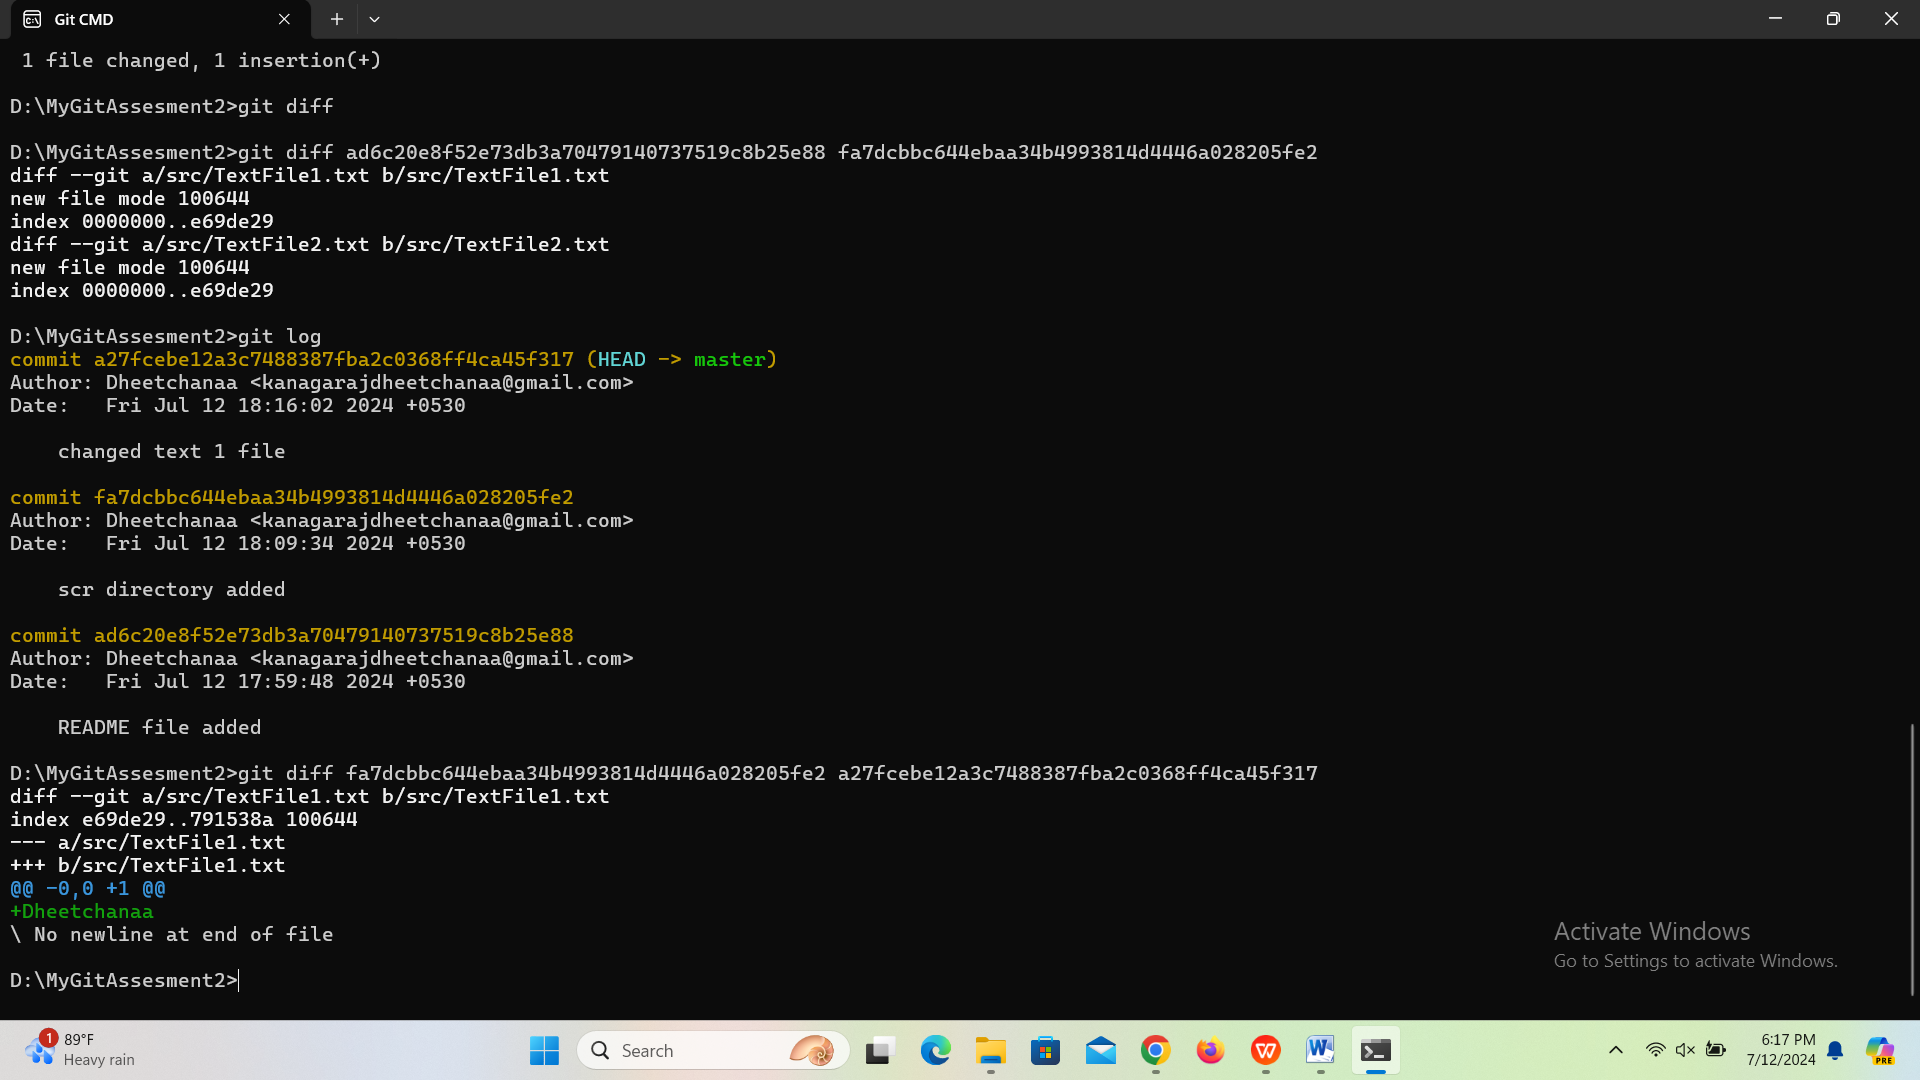 Git CMD
 1 file changed, 1 insertion(+)
D:\MyGitAssesment2>git diff
D:\MyGitAssesment2>git diff ad6c20e8f52e73db3a70479140737519c8b25e88 fa7dcbbc644ebaa34b4993814d4446a028205fe2
diff --git a/src/TextFile1.txt b/src/TextFile1.txt
new file mode 100644
index 0000000..e69de29
diff --git a/src/TextFile2.txt b/src/TextFile2.txt
new file mode 100644
index 0000000..e69de29
D:\MyGitAssesment2>git log
commit a27fcebe12a3c7488387fba2c0368ff4ca45f317 (HEAD -> master)
Author: Dheetchanaa <kanagarajdheetchanaa@gmail.com>
Date:   Fri Jul 12 18:16:02 2024 +0530
    changed text 1 file
commit fa7dcbbc644ebaa34b4993814d4446a028205fe2
Author: Dheetchanaa <kanagarajdheetchanaa@gmail.com>
Date:   Fri Jul 12 18:09:34 2024 +0530
    scr directory added
commit ad6c20e8f52e73db3a70479140737519c8b25e88
Author: Dheetchanaa <kanagarajdheetchanaa@gmail.com>
Date:   Fri Jul 12 17:59:48 2024 +0530
    README file added
D:\MyGitAssesment2>git diff fa7dcbbc644ebaa34b4993814d4446a028205fe2 a27fcebe12a3c7488387fba2c0368ff4ca45f317
diff --git a/src/TextFile1.txt b/src/TextFile1.txt
index e69de29..791538a 100644
--- a/src/TextFile1.txt
+++ b/src/TextFile1.txt
@@ -0,0 +1 @@
+Dheetchanaa
\ No newline at end of file
D:\MyGitAssesment2>
Activate Windows
Go to Settings to activate Windows.
1
89°F
Heavy rain
Search
W
W
6:17 PM
7/12/2024
PRE